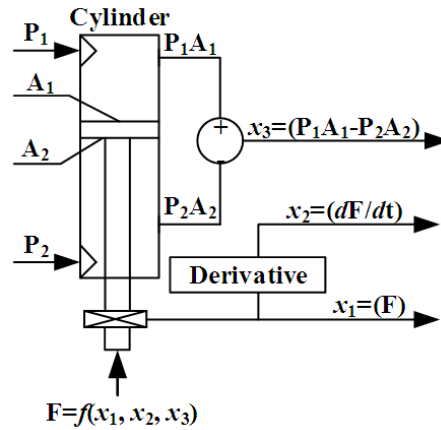 Cylinder
P₁
P₁A₁
A₁
+
x₃=(P₁A₁-P₂A₂)
A₂
-
P₂A₂
x₂=(dF/dt)
P₂
Derivative
x₁=(F)
F=f(x₁, x₂, x₃)